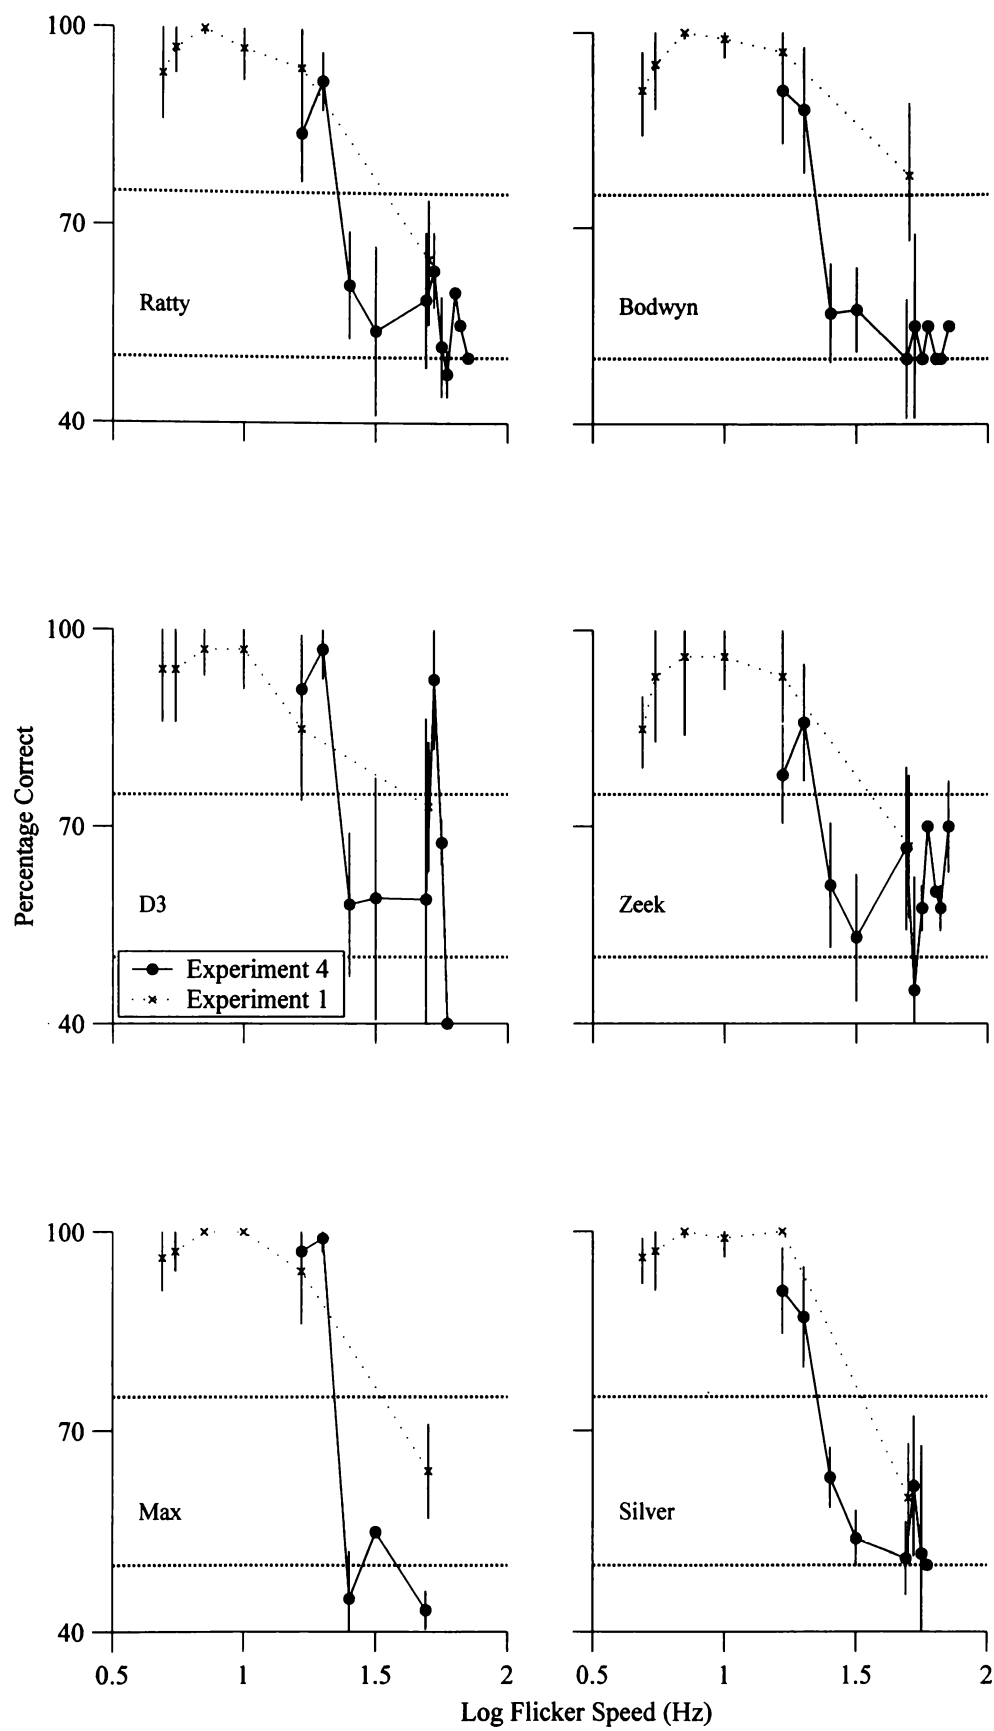 100
70
40
Ratty
Bodwyn
100
70
40
D3
Zeek
Experiment 4
Experiment 1
Percentage Correct
100
70
40
Max
Silver
0.5 1 1.5 2
0.5 1 1.5 2
Log Flicker Speed (Hz)